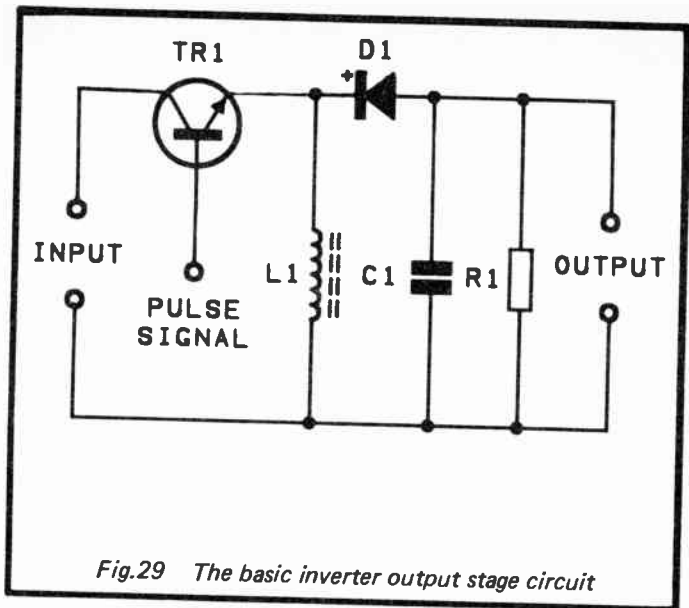 TR1
D1
+
INPUT
PULSE
SIGNAL
L1
C1
R1
OUTPUT
Fig.29 The basic inverter output stage circuit